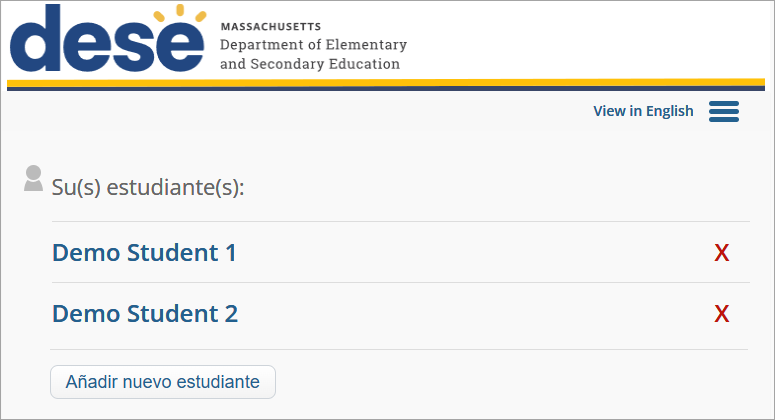 dese
MASSACHUSETTS
Department of Elementary
and Secondary Education
View in English
Su(s) estudiante(s):
Demo Student 1 X
Demo Student 2 X
Añadir nuevo estudiante